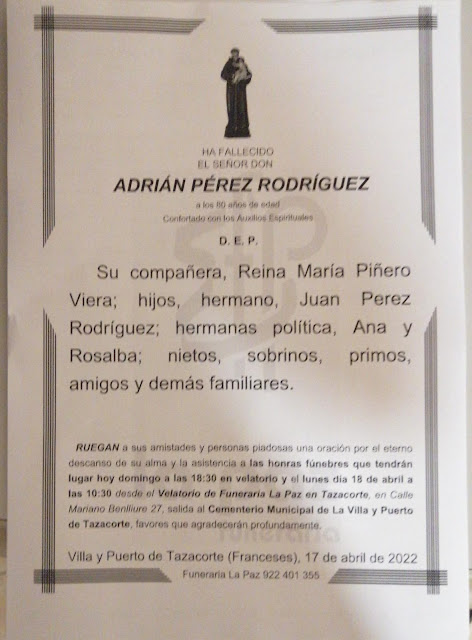 HA FALLECIDO
EL SEÑOR DON
ADRIÁN PÉREZ RODRÍGUEZ
a los 80 años de edad
Confortado con los Auxilios Espirituales
D. E. P.
Su compañera, Reina María Piñero
Viera; hijos, hermano, Juan Perez
Rodríguez; hermanas política, Ana y
Rosalba; nietos, sobrinos, primos,
amigos y demás familiares.
RUEGAN a sus amistades y personas piadosas una oración por el eterno
descanso de su alma y la asistencia a las honras fúnebres que tendrán
lugar hoy domingo a las 18:30 en velatorio y el lunes día 18 de abril a
las 10:30 desde el Velatorio de Funeraria La Paz en Tazacorte, en Calle
Mariano Benlliure 27, salida al Cementerio Municipal de La Villa y Puerto
de Tazacorte, favores que agradecerán profundamente.
funeraria
Villa y Puerto de Tazacorte (Franceses), 17 de abril de 2022
Funeraria La Paz 922 401 355